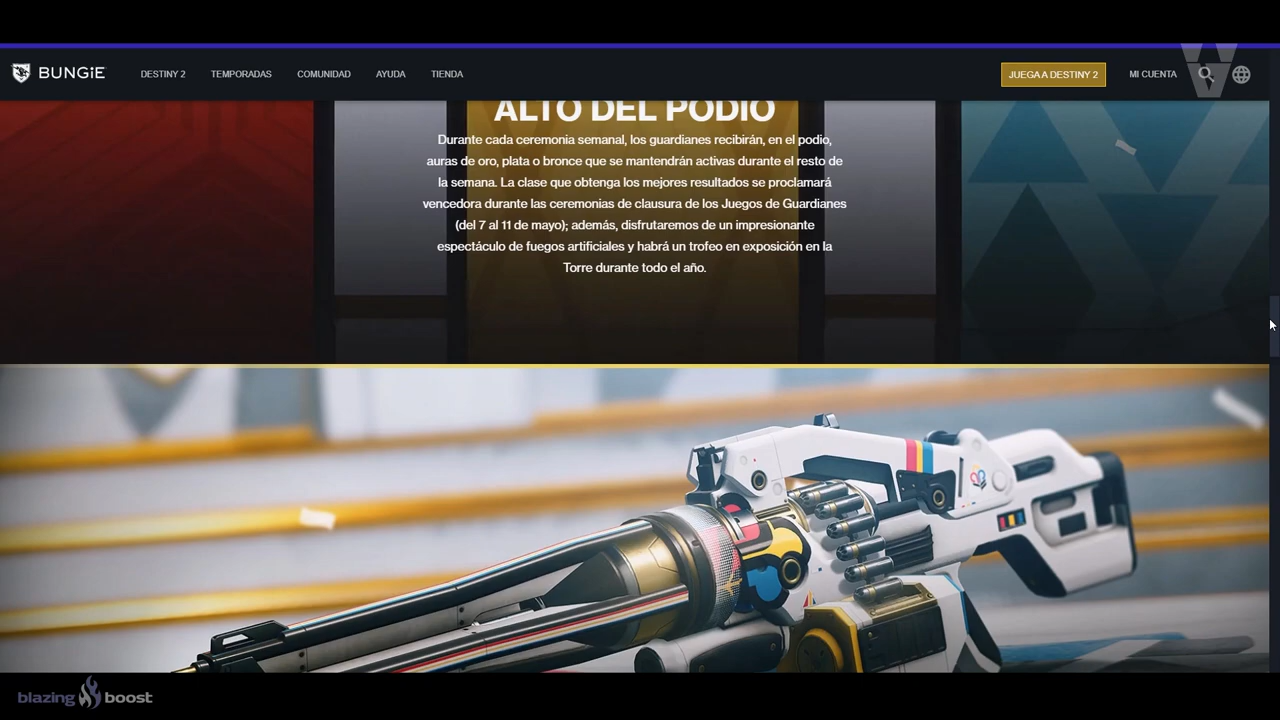 BUNGiE
DESTINY 2
TEMPORADAS
COMUNIDAD
AYUDA
TIENDA
JUEGA A DESTINY 2
MI CUENTA
ALTO DEL PODIO
Durante cada ceremonia semanal, los guardianes recibirán, en el podio,
auras de oro, plata o bronce que se mantendrán activas durante el resto de
la semana. La clase que obtenga los mejores resultados se proclamará
vencedora durante las ceremonias de clausura de los Juegos de Guardianes
(del 7 al 11 de mayo); además, disfrutaremos de un impresionante
espectáculo de fuegos artificiales y habrá un trofeo en exposición en la
Torre durante todo el año.
blazing boost